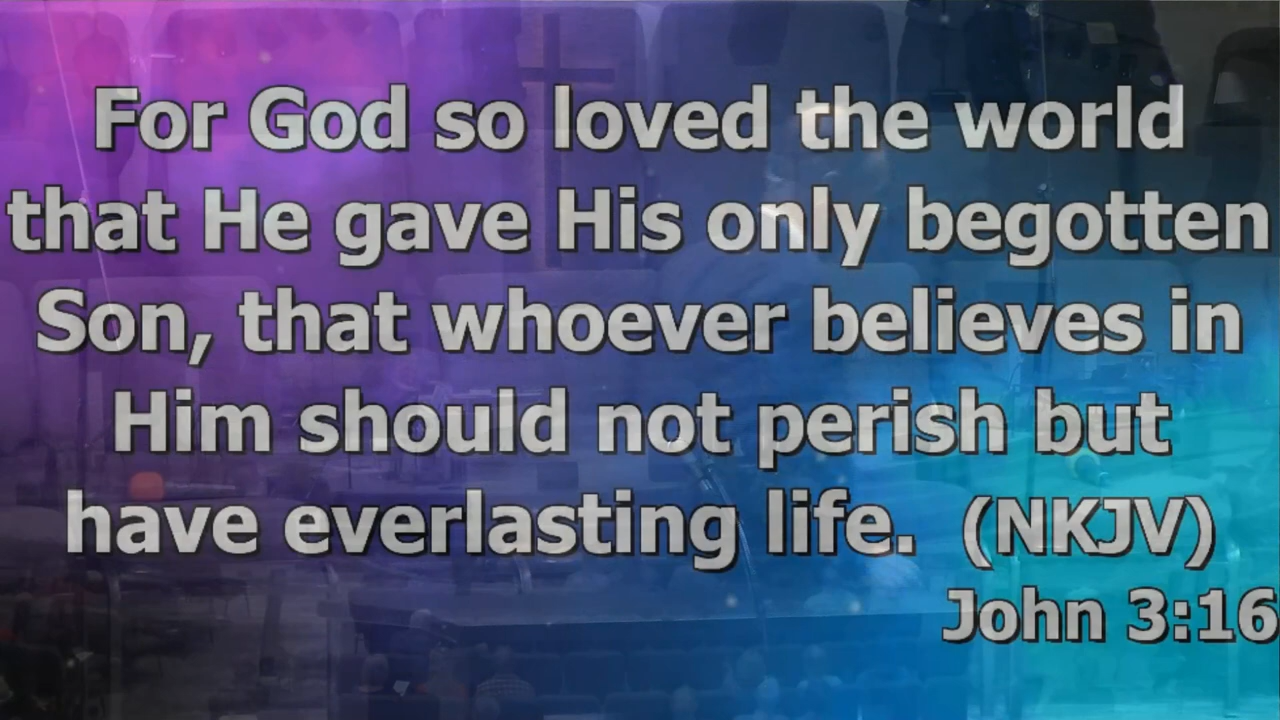 For God so loved the world
that He gave His only begotten
Son, that whoever believes in
Him should not perish but
have everlasting life. (NKJV)
John 3:16